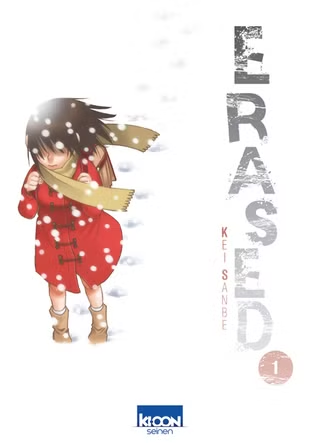 ERASED
KEI SANBE
1
KI-OON
seinen